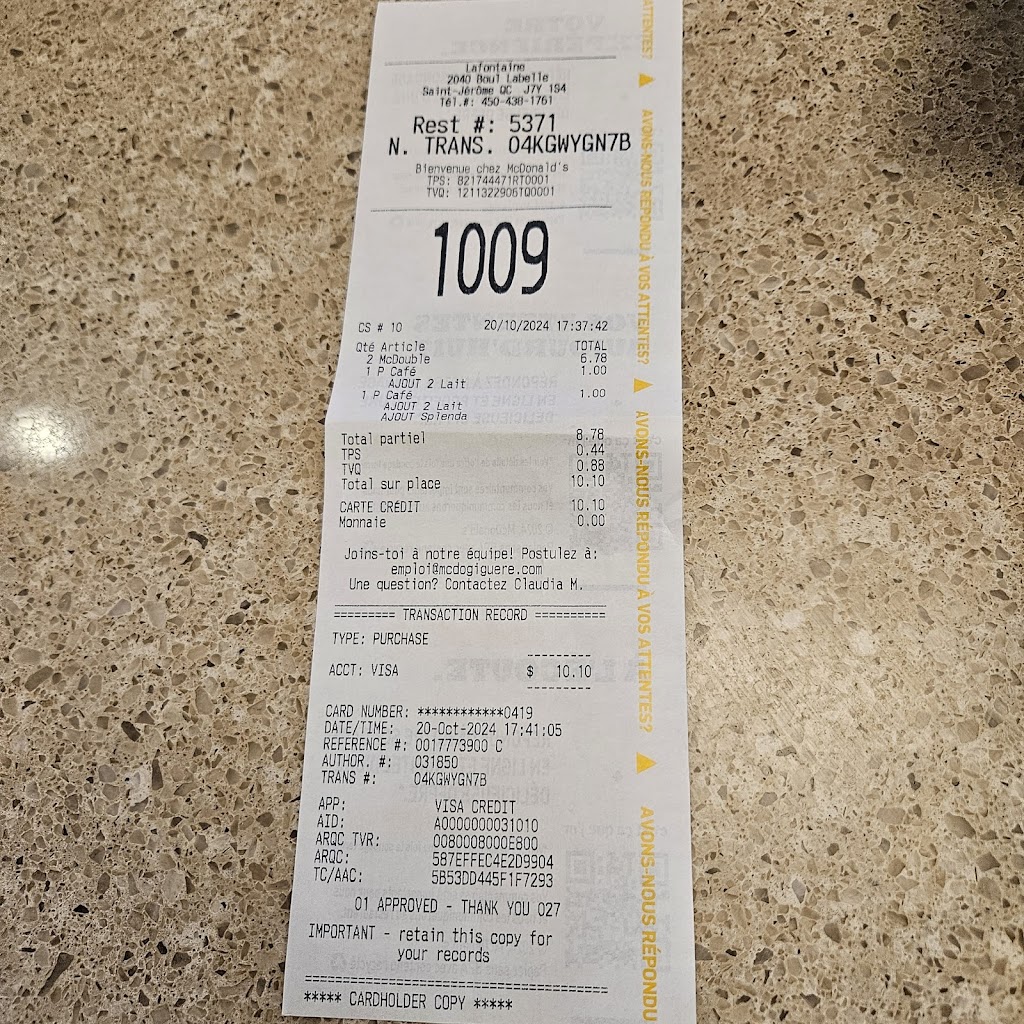 Lafontaine
2040 Boul Labelle
Saint-Jérôme QC J7Y 1S4
Tél.#: 450-438-1761
Rest #: 5371
N. TRANS. 04KGWYGN7B
Bienvenue chez McDonald's
TPS: 821744471RT0001
TVQ: 1211322906TQ0001
1009
CS # 10 20/10/2024 17:37:42
Qté Article TOTAL
2 McDouble 6.78
1 P Café 1.00
AJOUT 2 Lait
1 P Café 1.00
AJOUT 2 Lait
AJOUT Splenda
Total partiel 8.78
TPS 0.44
TVQ 0.88
Total sur place 10.10
CARTE CRÉDIT 10.10
Monnaie 0.00
Joins-toi à notre équipe! Postulez à:
emploi@mcdogiguere.com
Une question? Contactez Claudia M.
========= TRANSACTION RECORD ==========
TYPE: PURCHASE
ACCT: VISA $ 10.10
CARD NUMBER: ************0419
DATE/TIME: 20-Oct-2024 17:41:05
REFERENCE #: 0017773900 C
AUTHOR. #: 031850
TRANS #: 04KGWYGN7B
APP: VISA CREDIT
AID: A0000000031010
ARQC TVR: 0080008000E800
ARQC: 587EFFEC4E2D9904
TC/AAC: 5B53DD445F1F7293
01 APPROVED - THANK YOU 027
IMPORTANT - retain this copy for
your records
***** CARDHOLDER COPY *****
ATTENTES?
AVONS-NOUS RÉPONDU À VOS ATTENTES?
AVONS-NOUS RÉPONDU À VOS ATTENTES?
AVONS-NOUS RÉPONDU